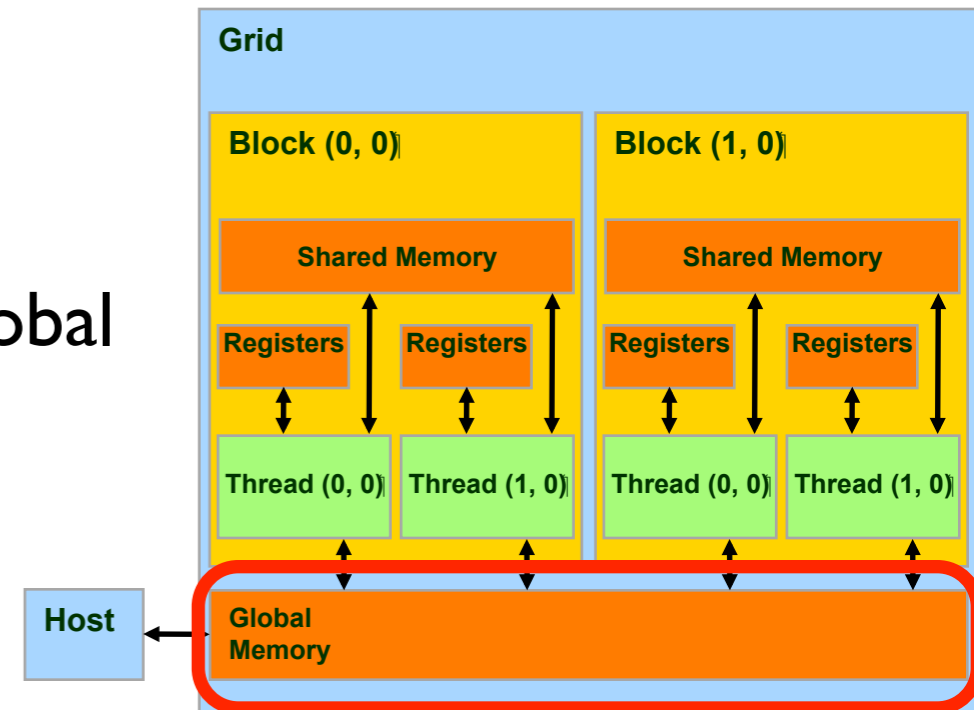 Grid
Block (0, 0)
Block (1, 0)
Shared Memory
Shared Memory
obal
Registers
Registers
Registers
Registers
Thread (0, 0)
Thread (1, 0)
Thread (0, 0)
Thread (1, 0)
Host
Global
Memory